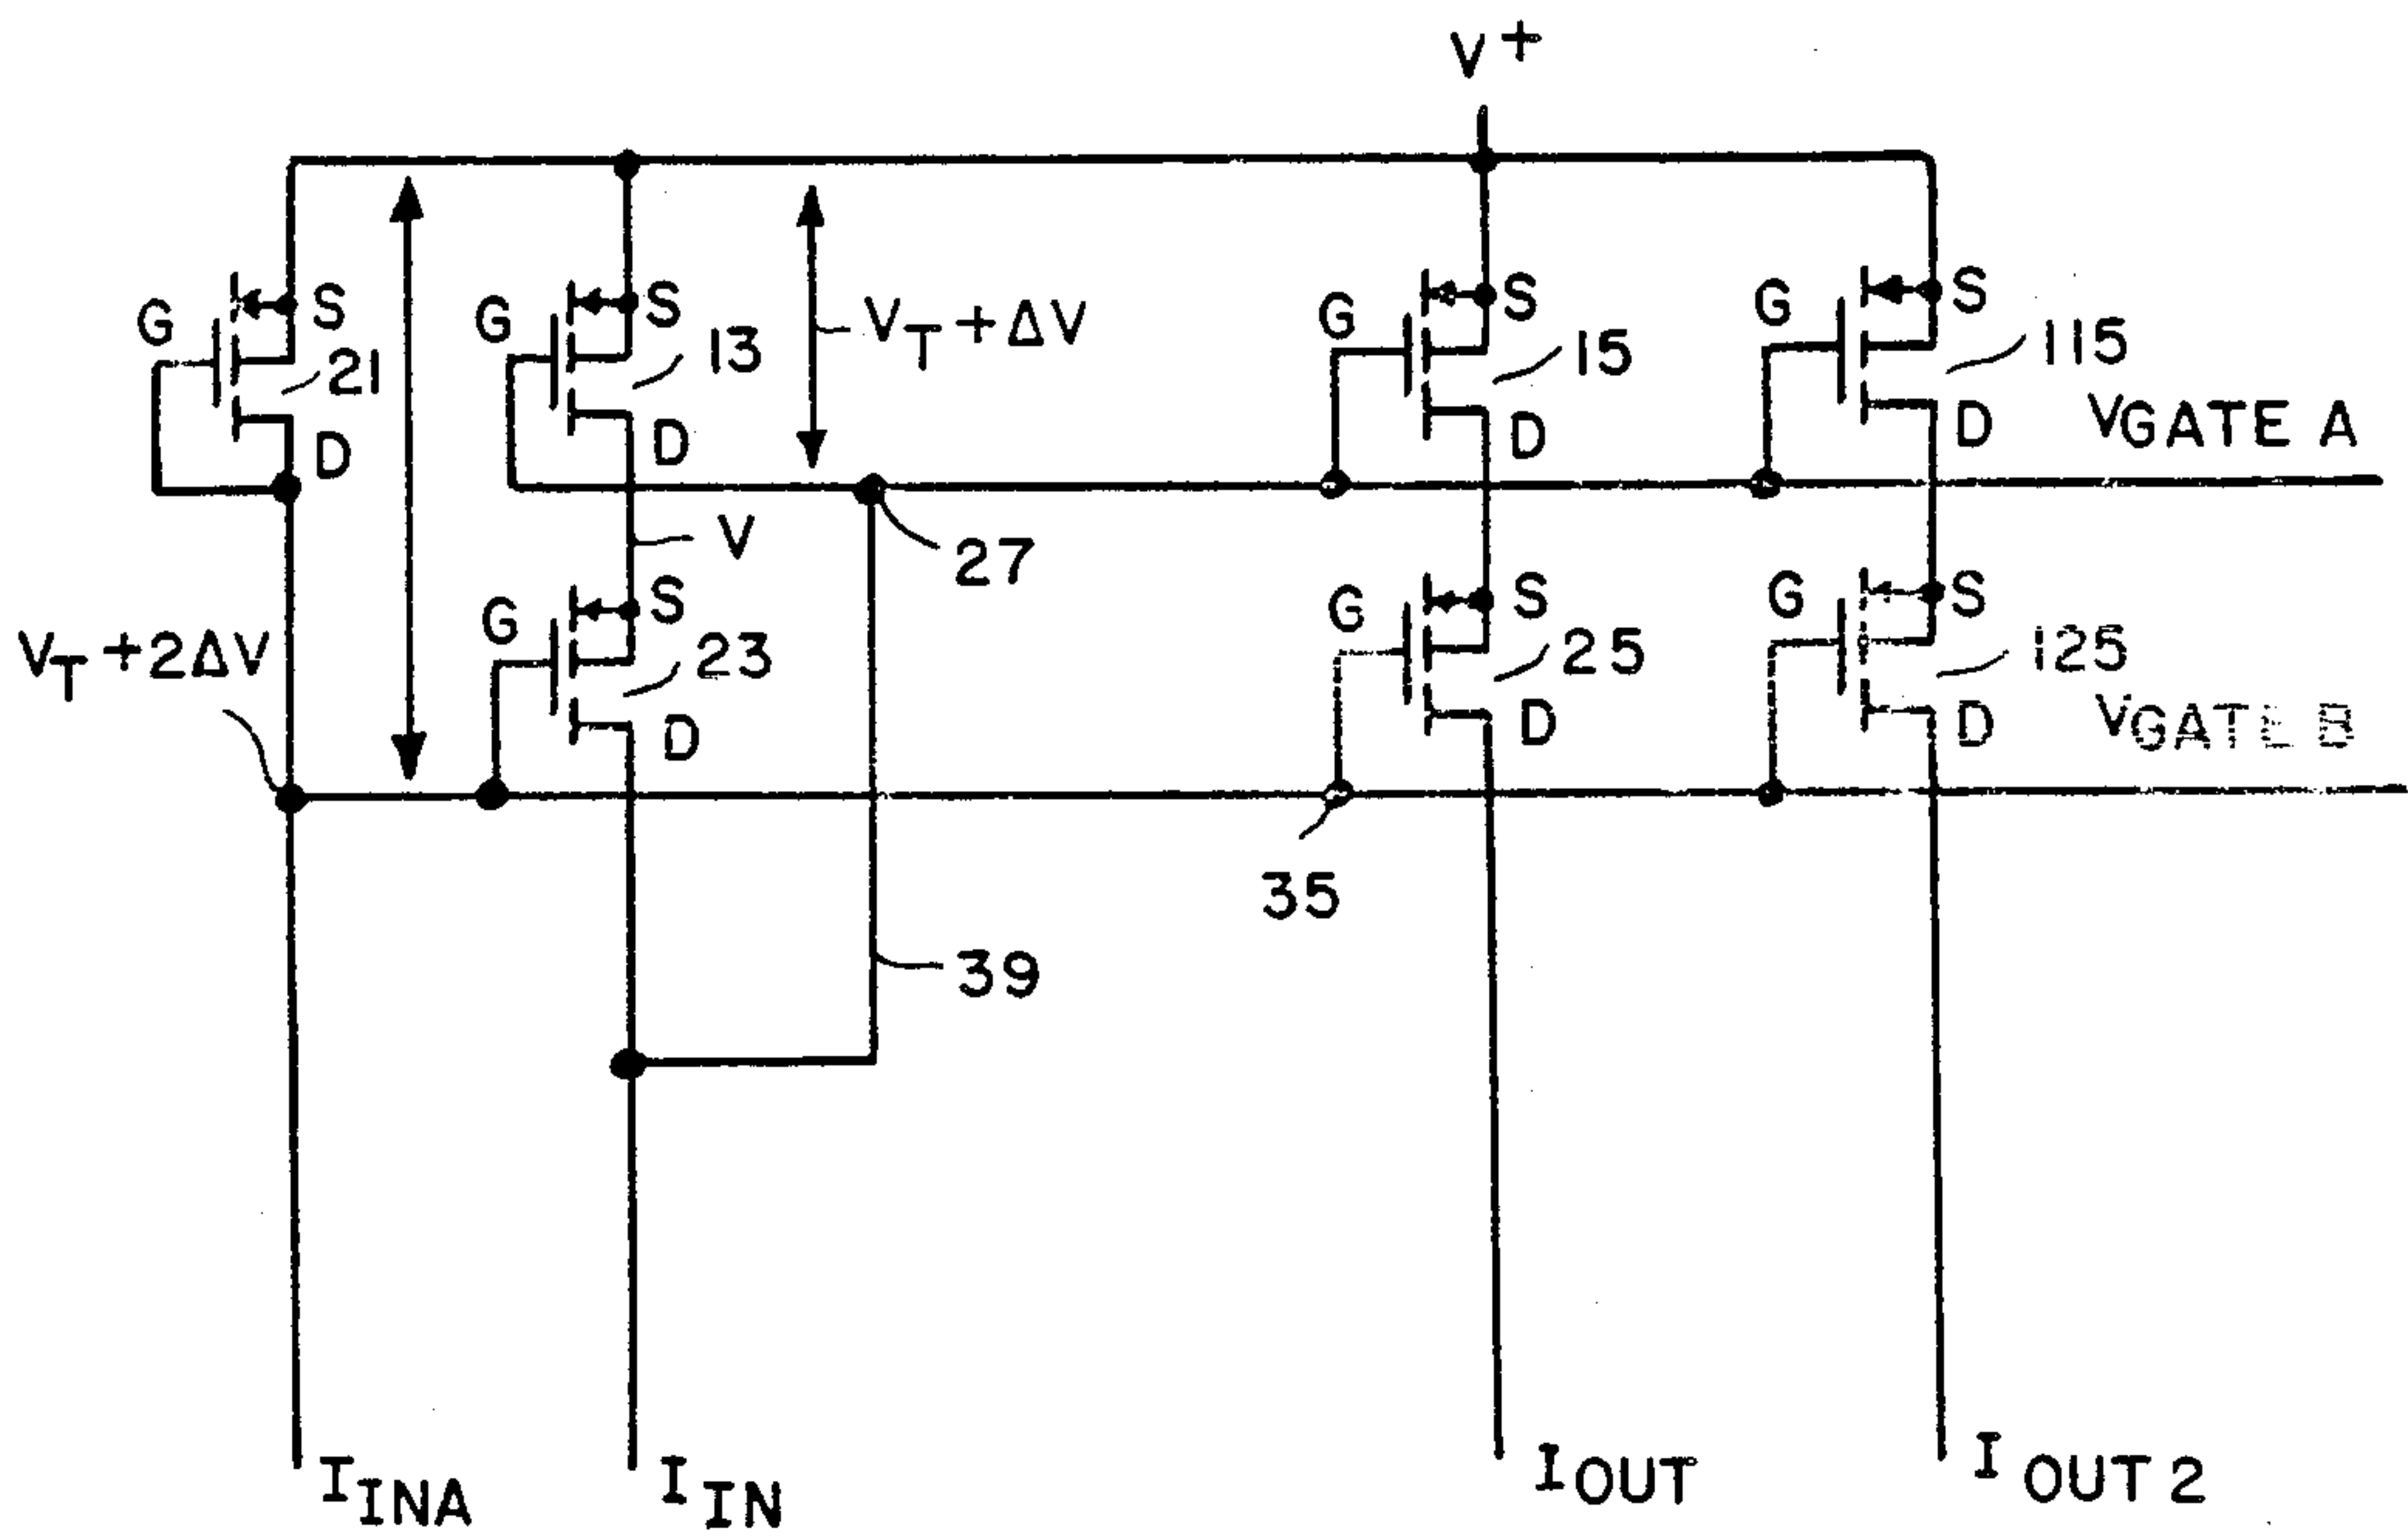 V+
G S
21
D
G S
13
D
VT+ΔV
G S
15
D
G S
115
D
VGATE A
V
27
VT+2ΔV
G S
23
D
G S
25
D
G S
125
D
VGATE B
35
39
IINA
IIN
IOUT
IOUT2